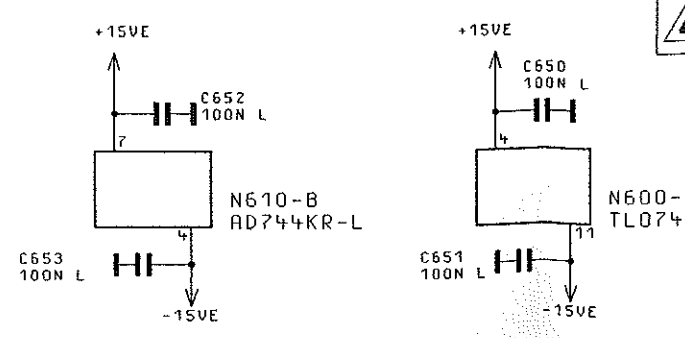 +15VE
C652
100N L
7
N610-B
AD744KR-L
4
C653
100N L
-15VE
+15VE
C650
100N L
4
N600-
TL074
11
C651
100N L
-15VE